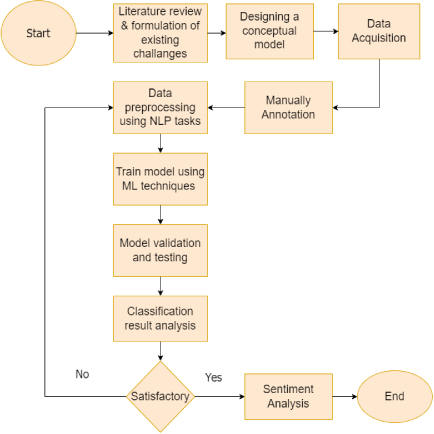 Start
Literature review
& formulation of
existing
challanges
Designing a
conceptual
model
Data
Acquisition
Manually
Annotation
Data
preprocessing
using NLP tasks
Train model using
ML techniques
Model validation
and testing
Classification
result analysis
Satisfactory
No
Yes
Sentiment
Analysis
End